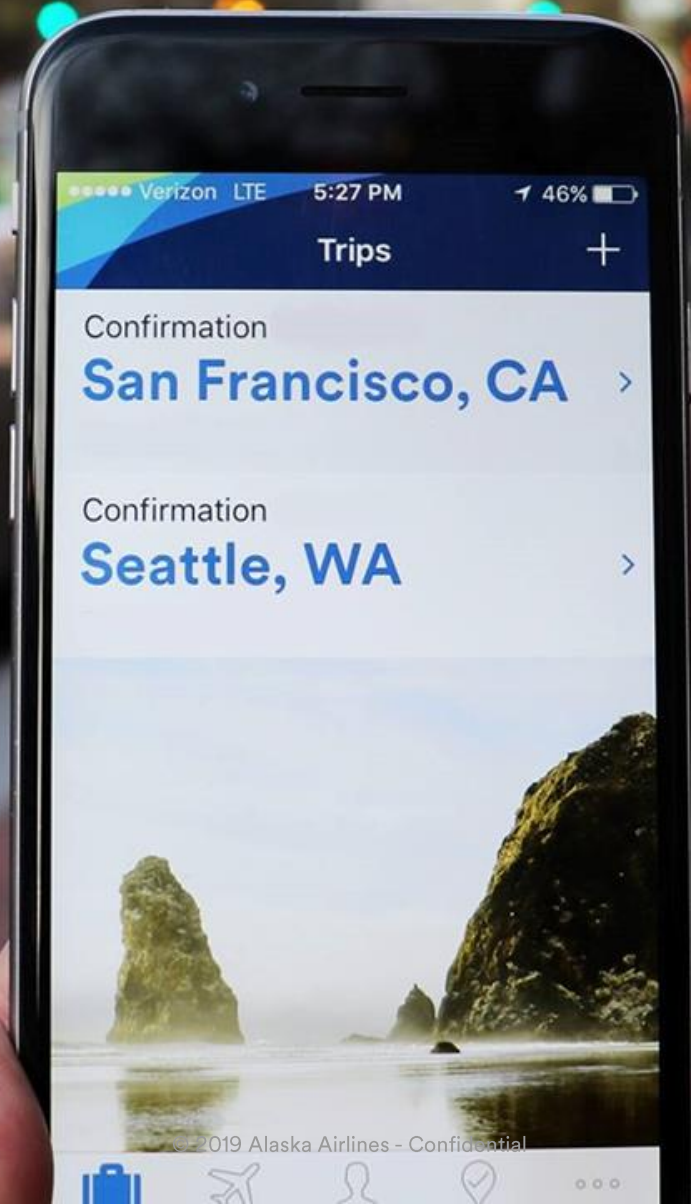 Verizon LTE 5:27 PM 46%
Trips +
Confirmation
San Francisco, CA
Confirmation
Seattle, WA
© 2019 Alaska Airlines - Confidential